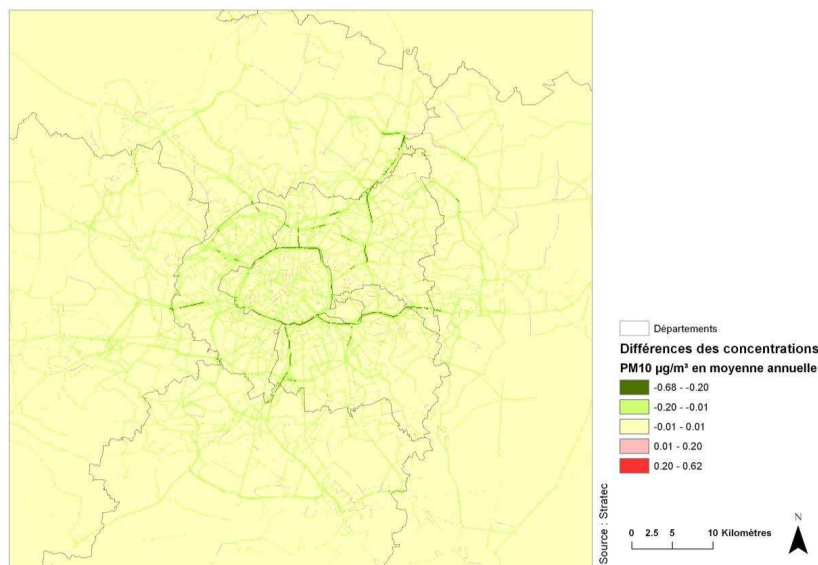 Départements
Différences des concentrations
PM10 µg/m³ en moyenne annuelle
-0.68 - -0.20
-0.20 - -0.01
-0.01 - 0.01
0.01 - 0.20
0.20 - 0.62
Source : Stratec
0 2.5 5 10 Kilomètres
N